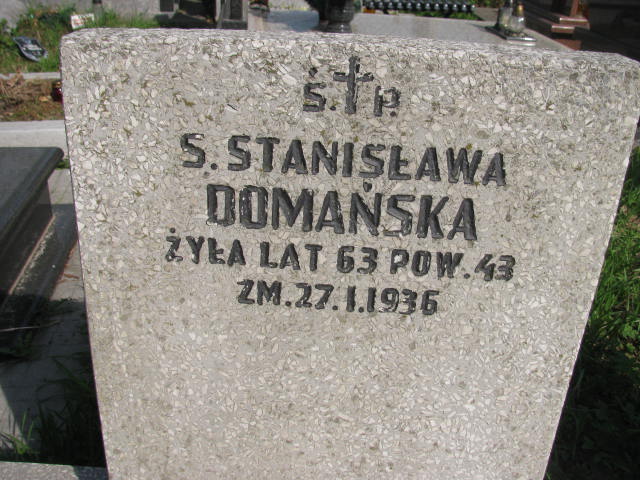 Ś. P.
S. STANISŁAWA
DOMAŃSKA
ŻYŁA LAT 63 POW. 43
ZM. 27. I. 1936